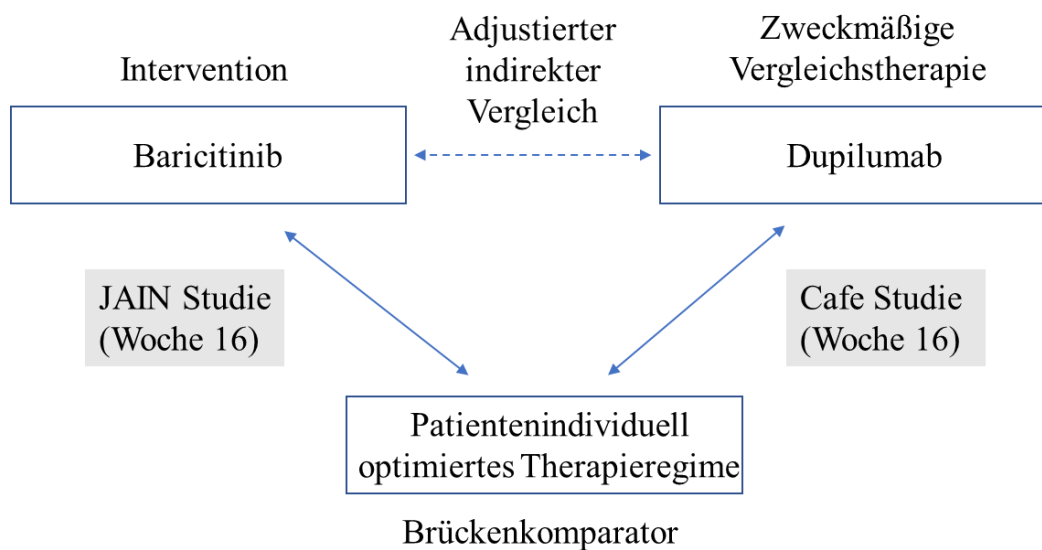 Intervention
Adjustierter
indirekter
Vergleich
Zweckmäßige
Vergleichstherapie
Baricitinib
Dupilumab
JAIN Studie
(Woche 16)
Cafe Studie
(Woche 16)
Patientenindividuell
optimiertes Therapieregime
Brückenkomparator